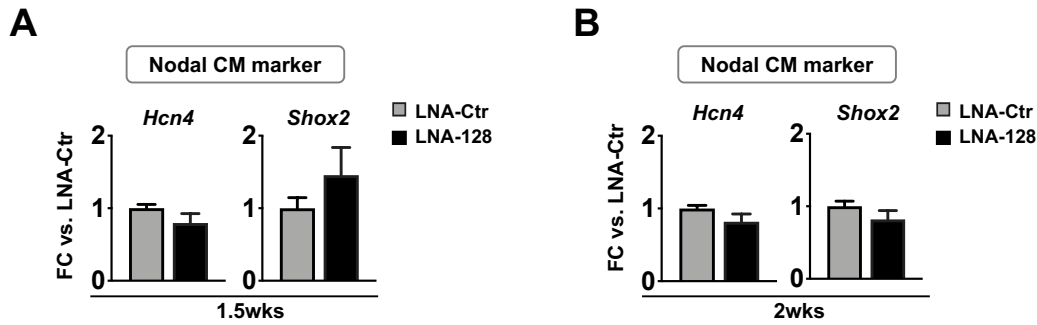 A
Nodal CM marker
Hcn4
Shox2
LNA-Ctr
LNA-128
FC vs. LNA-Ctr
2
1
0
2
1
0
1.5wks
B
Nodal CM marker
Hcn4
Shox2
LNA-Ctr
LNA-128
FC vs. LNA-Ctr
2
1
0
2
1
0
2wks